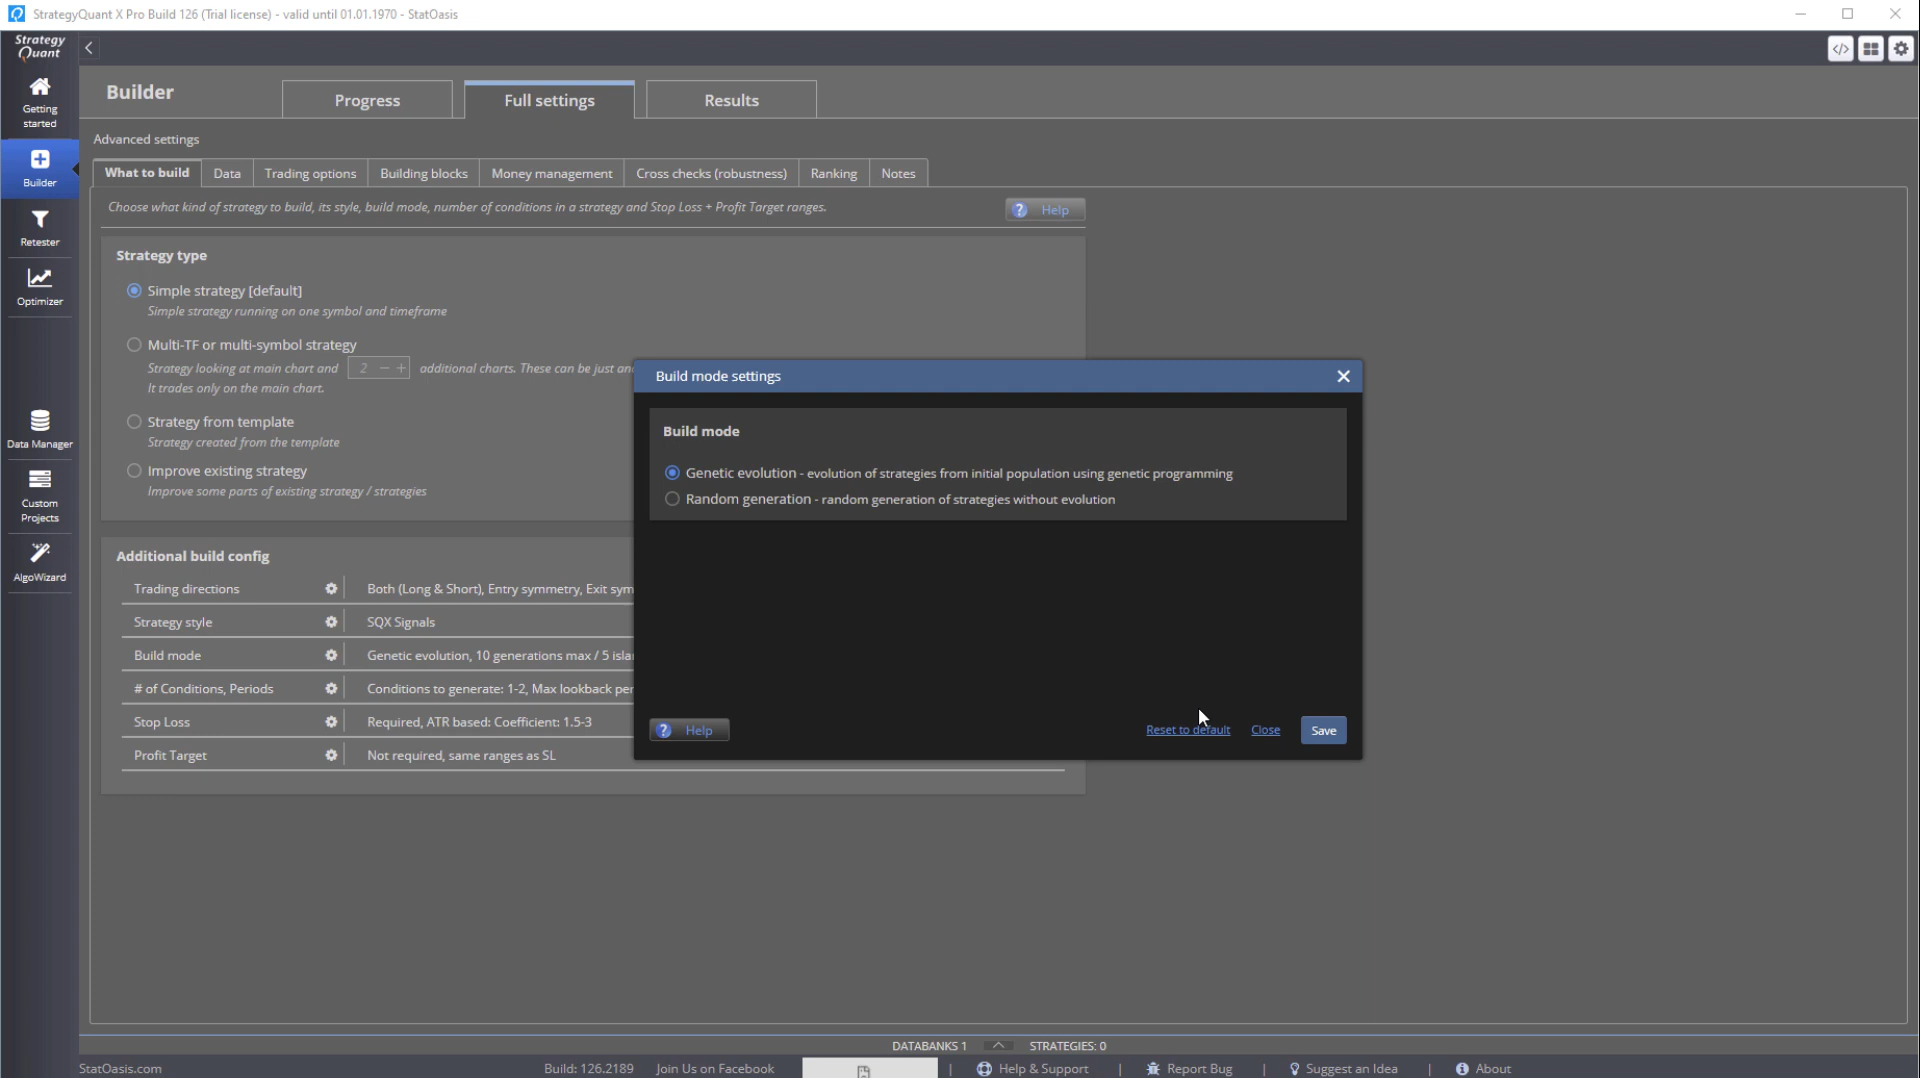 StrategyQuant X Pro Build 126 (Trial license) - valid until 01.01.1970 - StatOasis
Strategy
Quant
Getting
started
Builder
Retester
Optimizer
Data Manager
Custom
Projects
AlgoWizard
Builder
Progress
Full settings
Results
Advanced settings
What to build
Data
Trading options
Building blocks
Money management
Cross checks (robustness)
Ranking
Notes
Choose what kind of strategy to build, its style, build mode, number of conditions in a strategy and Stop Loss + Profit Target ranges.
? Help
Strategy type
Simple strategy [default]
Simple strategy running on one symbol and timeframe
Multi-TF or multi-symbol strategy
Strategy looking at main chart and 2 − + additional charts. These can be just an
It trades only on the main chart.
Strategy from template
Strategy created from the template
Improve existing strategy
Improve some parts of existing strategy / strategies
Additional build config
Trading directions Both (Long & Short), Entry symmetry, Exit sym
Strategy style SQX Signals
Build mode Genetic evolution, 10 generations max / 5 isla
# of Conditions, Periods Conditions to generate: 1-2, Max lookback per
Stop Loss Required, ATR based: Coefficient: 1.5-3
Profit Target Not required, same ranges as SL
Build mode settings
Build mode
Genetic evolution - evolution of strategies from initial population using genetic programming
Random generation - random generation of strategies without evolution
? Help
Reset to default
Close
Save
DATABANKS 1
STRATEGIES: 0
StatOasis.com
Build: 126.2189
Join Us on Facebook
| Help & Support
| Report Bug
| Suggest an Idea
| About